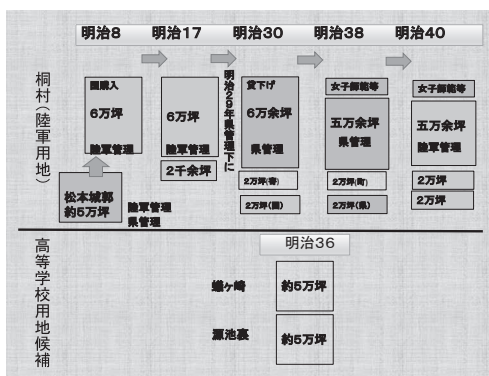 明治8 明治17 明治30 明治38 明治40
桐村（陸軍用地）
国購入
6万坪
陸軍管理
松本城郭
約5万坪
陸軍管理
県管理
6万坪
陸軍管理
2千余坪
明治29年県管理下に
貸下げ
6万余坪
県管理
2万坪(寄)
2万坪(国)
女子師範等
五万余坪
県管理
2万坪(町)
2万坪(県)
女子師範等
五万余坪
陸軍管理
2万坪
2万坪
高等学校用地候補
明治36
蟻ケ崎
約5万坪
源池裏
約5万坪